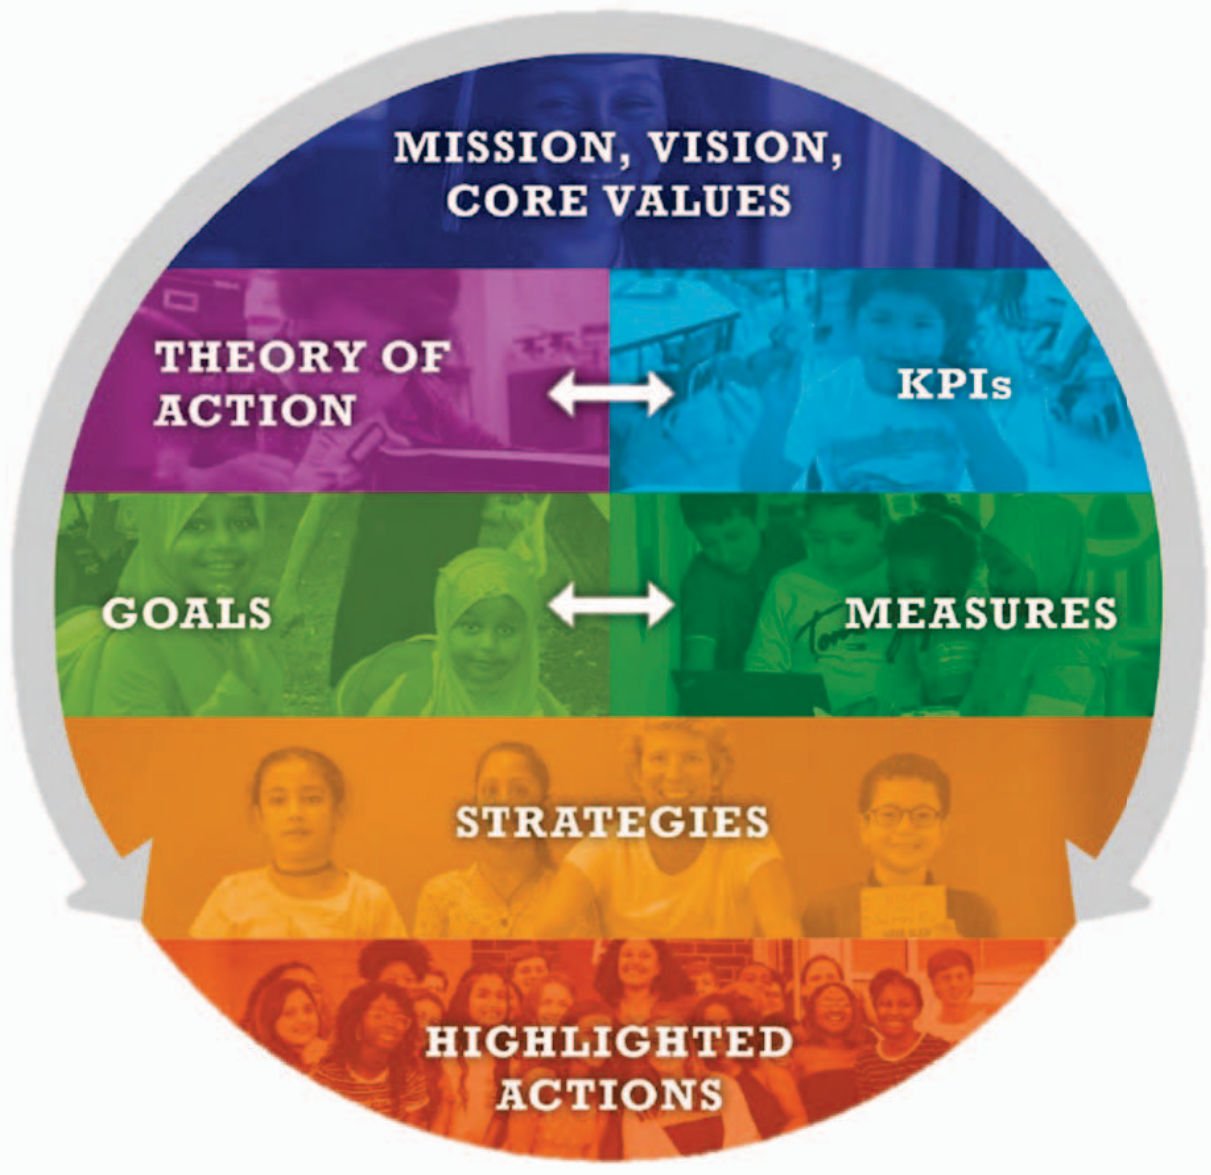 MISSION, VISION,
CORE VALUES
THEORY OF
ACTION
KPIs
GOALS
MEASURES
STRATEGIES
HIGHLIGHTED
ACTIONS